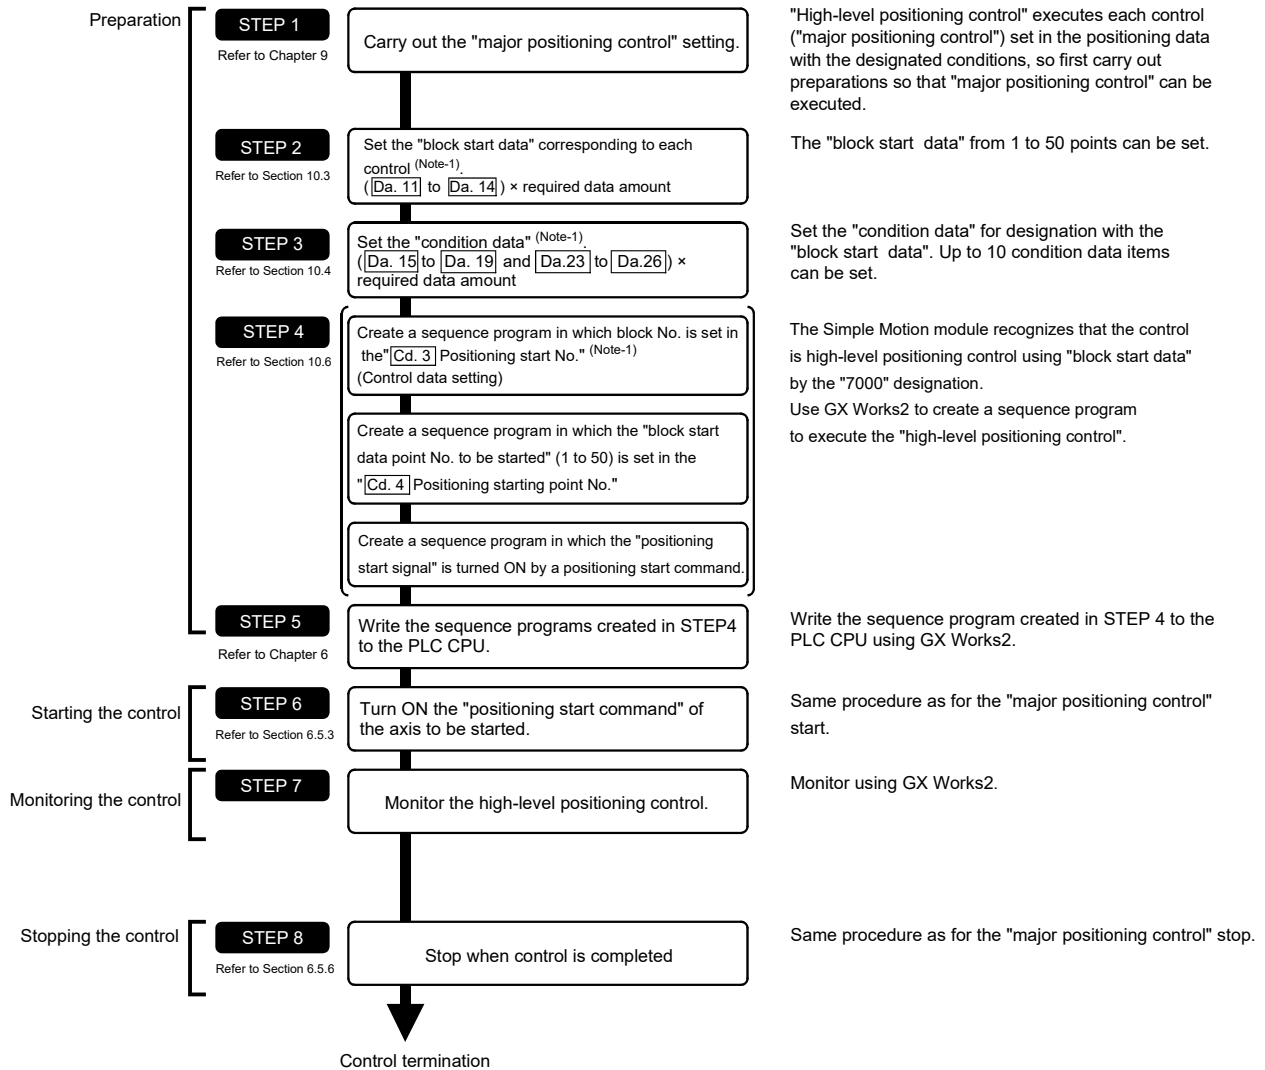 Preparation
STEP 1
Refer to Chapter 9
Carry out the "major positioning control" setting.
"High-level positioning control" executes each control
("major positioning control") set in the positioning data
with the designated conditions, so first carry out
preparations so that "major positioning control" can be
executed.
STEP 2
Refer to Section 10.3
Set the "block start data" corresponding to each
control (Note-1).
( Da. 11 to Da. 14 ) × required data amount
The "block start data" from 1 to 50 points can be set.
STEP 3
Refer to Section 10.4
Set the "condition data" (Note-1).
( Da. 15 to Da. 19 and Da.23 to Da.26 ) ×
required data amount
Set the "condition data" for designation with the
"block start data". Up to 10 condition data items
can be set.
STEP 4
Refer to Section 10.6
Create a sequence program in which block No. is set in
the" Cd. 3 Positioning start No." (Note-1)
(Control data setting)
Create a sequence program in which the "block start
data point No. to be started" (1 to 50) is set in the
" Cd. 4 Positioning starting point No."
Create a sequence program in which the "positioning
start signal" is turned ON by a positioning start command.
The Simple Motion module recognizes that the control
is high-level positioning control using "block start data"
by the "7000" designation.
Use GX Works2 to create a sequence program
to execute the "high-level positioning control".
STEP 5
Refer to Chapter 6
Write the sequence programs created in STEP4
to the PLC CPU.
Write the sequence program created in STEP 4 to the
PLC CPU using GX Works2.
Starting the control
STEP 6
Refer to Section 6.5.3
Turn ON the "positioning start command" of
the axis to be started.
Same procedure as for the "major positioning control"
start.
Monitoring the control
STEP 7
Monitor the high-level positioning control.
Monitor using GX Works2.
Stopping the control
STEP 8
Refer to Section 6.5.6
Stop when control is completed
Same procedure as for the "major positioning control" stop.
Control termination